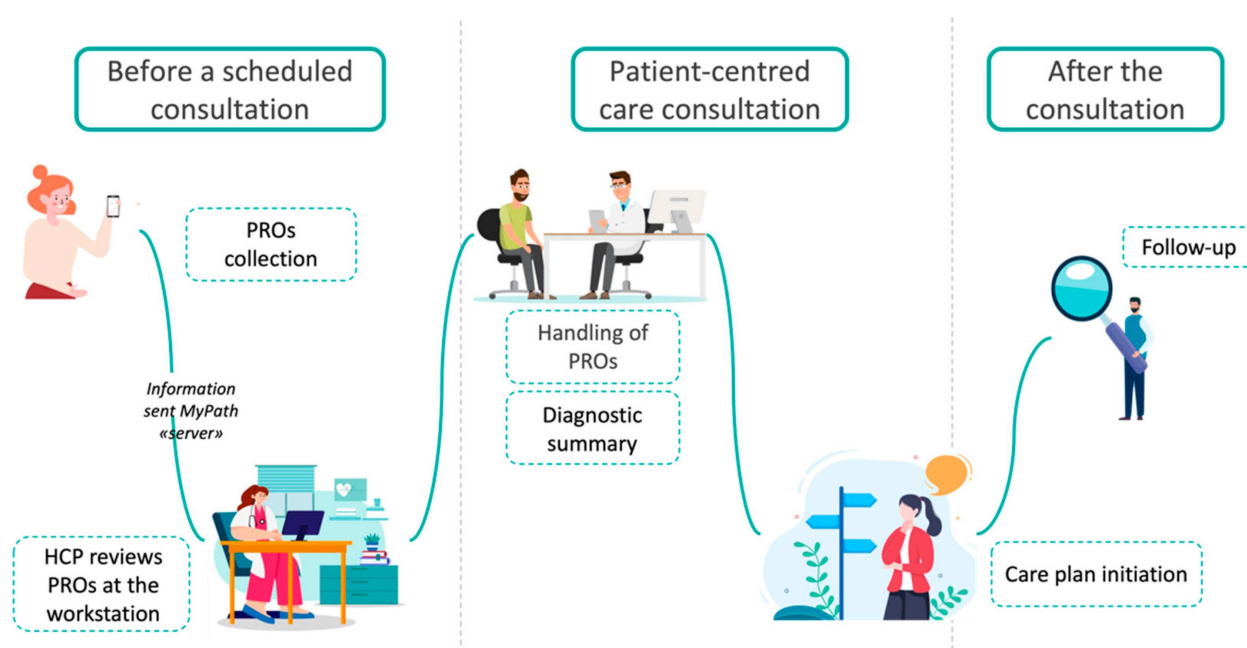 Before a scheduled
consultation
Patient-centred
care consultation
After the
consultation
PROs
collection
Information
sent MyPath
«server»
HCP reviews
PROs at the
workstation
Handling of
PROs
Diagnostic
summary
Follow-up
Care plan initiation